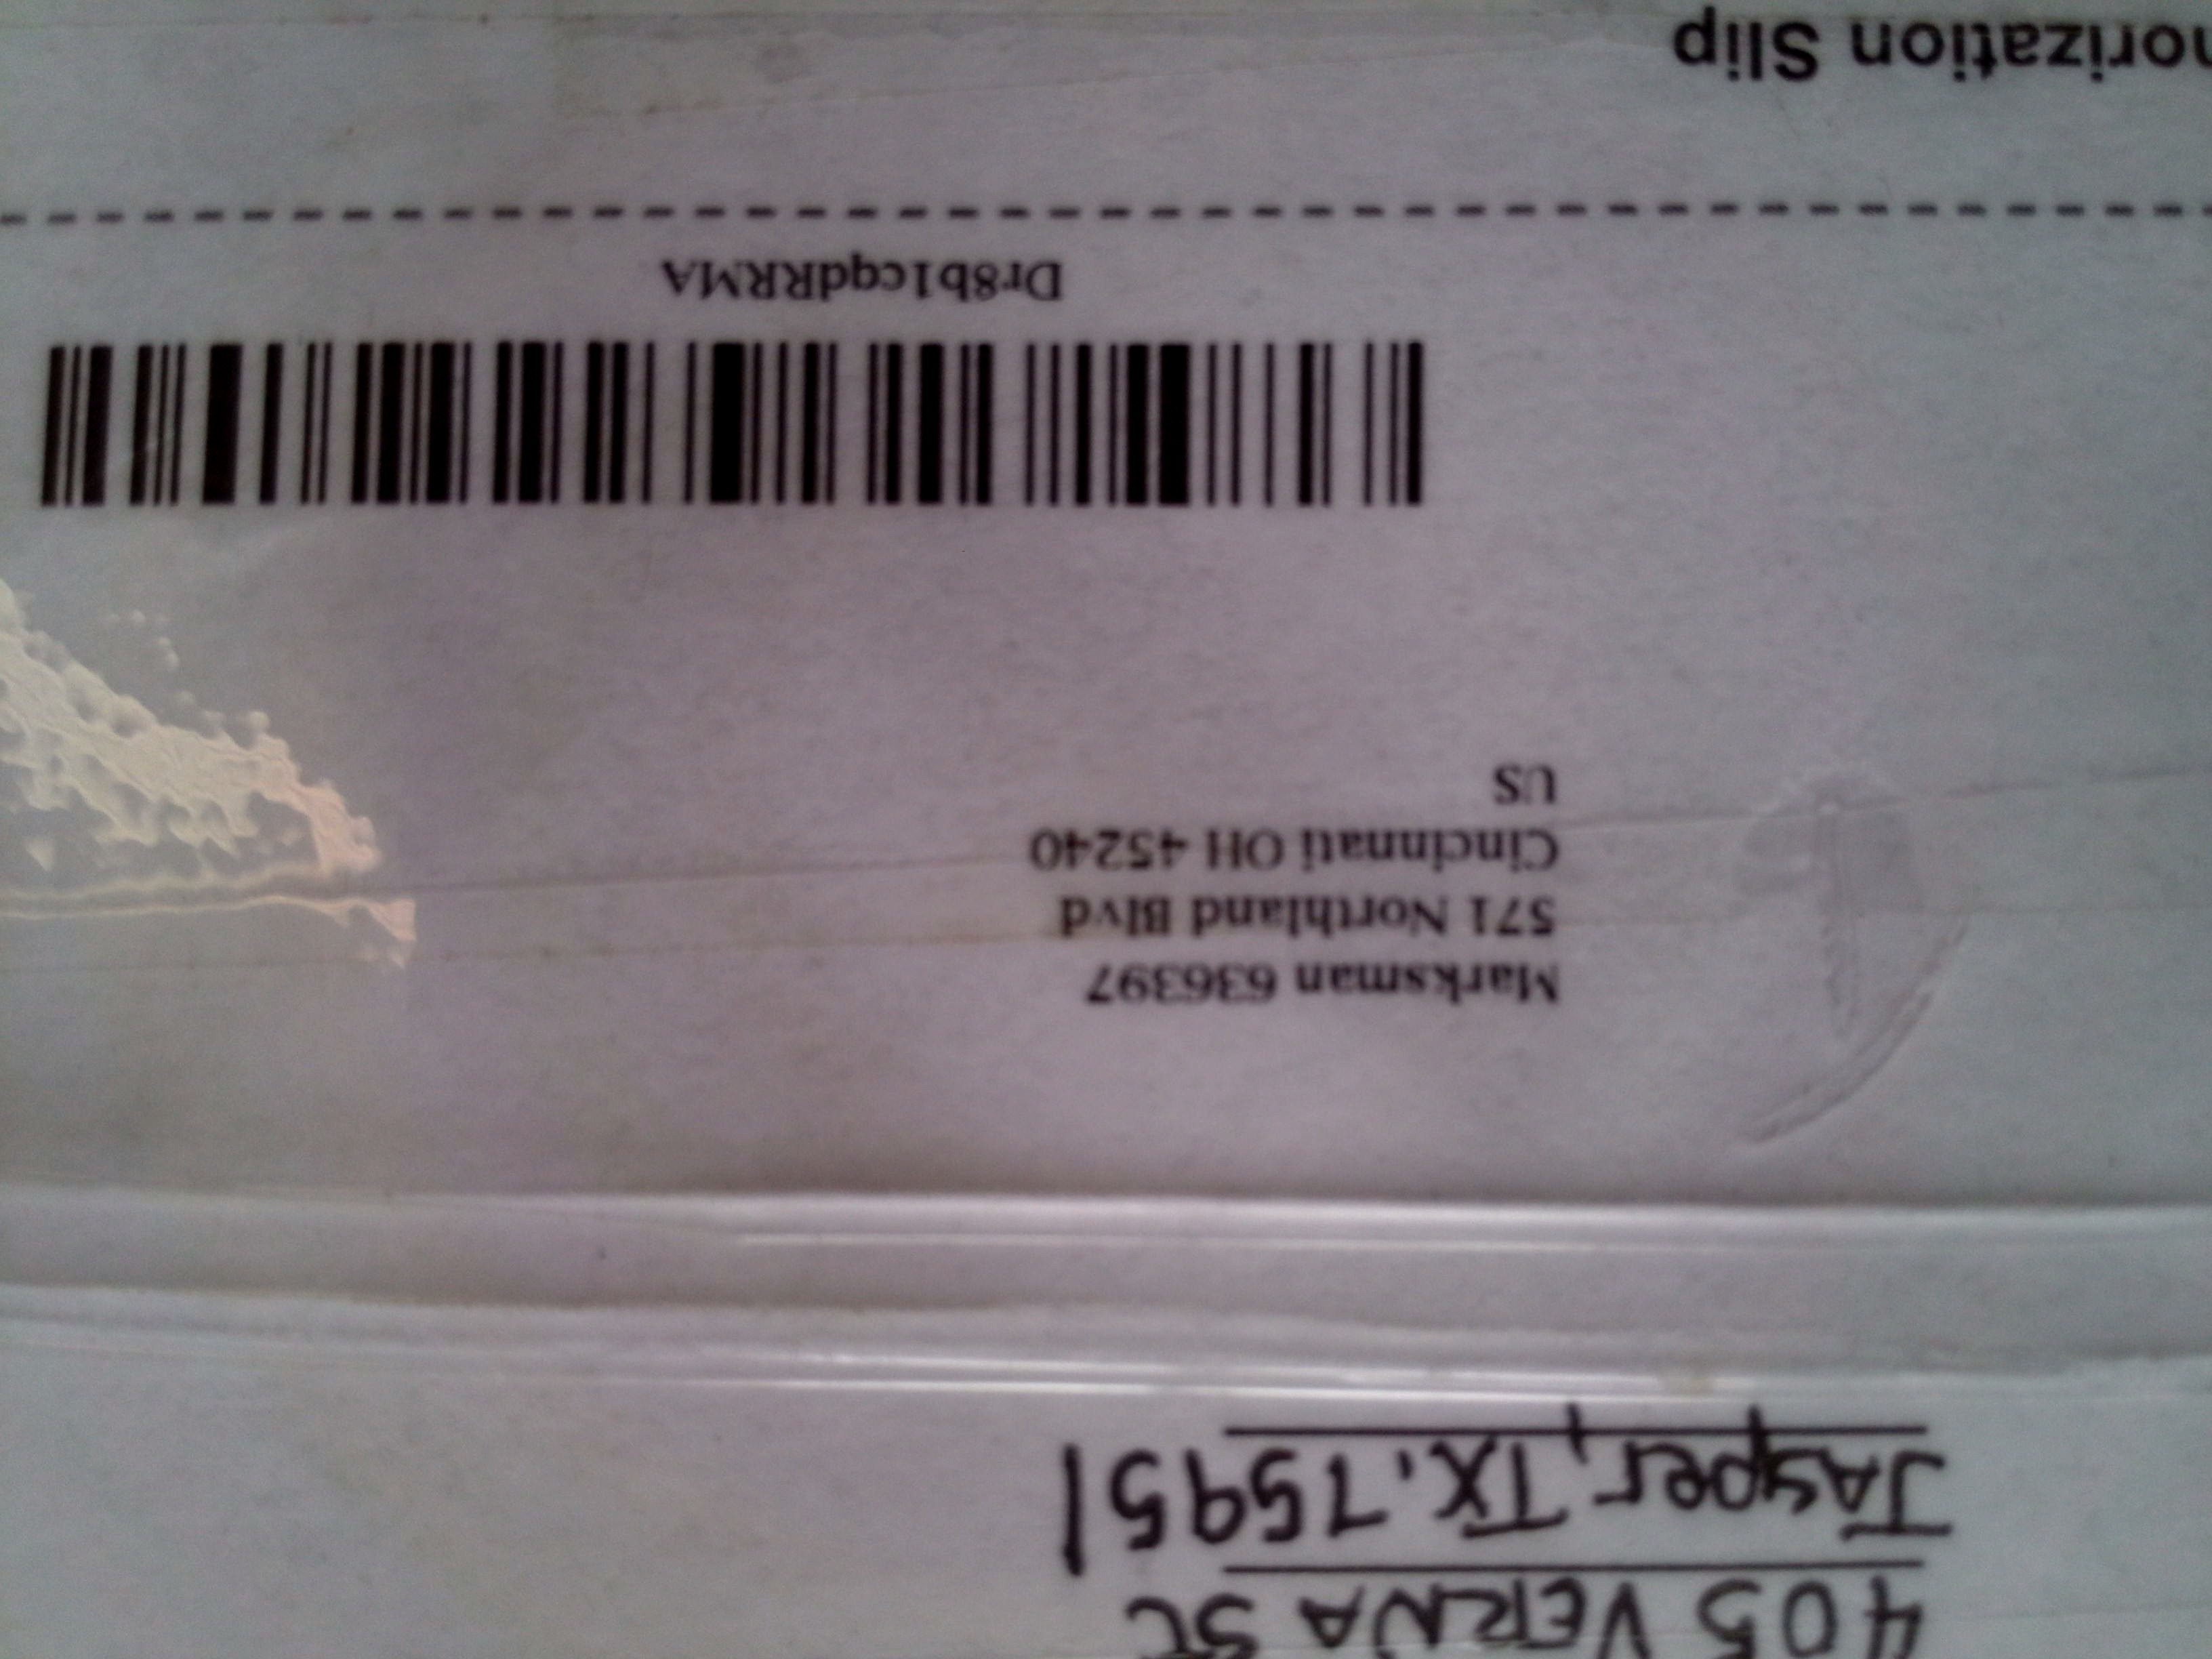 405 VERNA St
JASper, TX. 75951
Marksman 636397
571 Northland Blvd
Cincinnati OH 45240
US
Dr8b1cqdRRMA
orization Slip